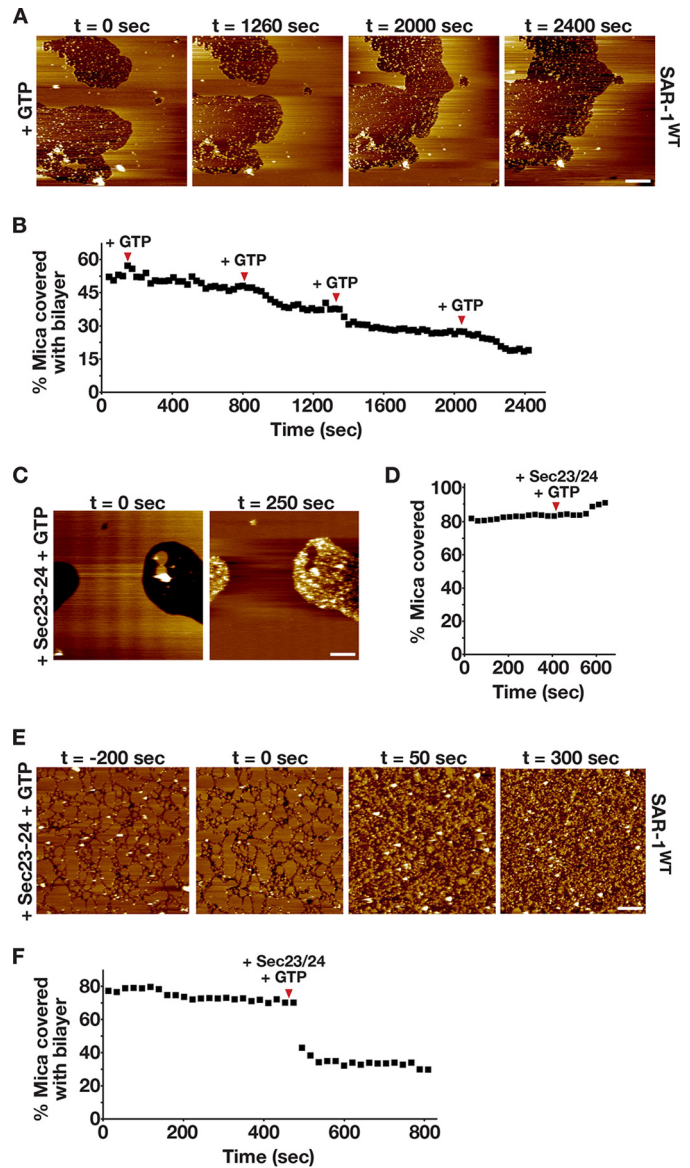 A
t = 0 sec
t = 1260 sec
t = 2000 sec
t = 2400 sec
+ GTP
SAR-1WT
B
+ GTP
+ GTP
+ GTP
+ GTP
60
45
30
15
0
% Mica covered
with bilayer
0
400
800
1200
1600
2000
2400
Time (sec)
C
t = 0 sec
t = 250 sec
+ Sec23-24 + GTP
D
+ Sec23/24
+ GTP
100
80
60
40
20
0
% Mica covered
0
200
400
600
Time (sec)
E
t = -200 sec
t = 0 sec
t = 50 sec
t = 300 sec
+ Sec23-24 + GTP
SAR-1WT
F
+ Sec23/24
+ GTP
80
60
40
20
0
% Mica covered
with bilayer
0
200
400
600
800
Time (sec)